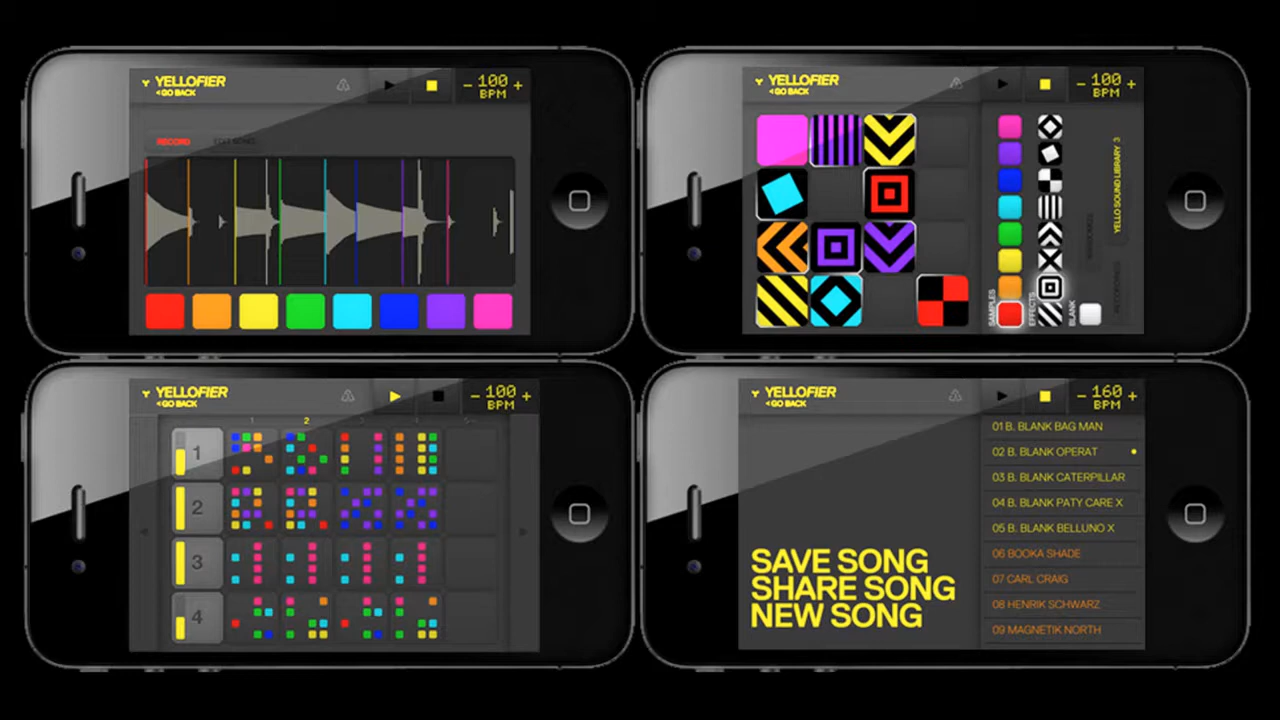 YELLOFIER
< GO BACK
- 100 +
BPM
RECORD
EDIT SONG
YELLOFIER
< GO BACK
- 100 +
BPM
SAMPLES
EFFECTS
BLANK
RECORDINGS
YELLO SOUND LIBRARY 3
YELLOFIER
< GO BACK
- 100 +
BPM
1 2
1
2
3
4
YELLOFIER
< GO BACK
- 160 +
BPM
SAVE SONG
SHARE SONG
NEW SONG
01 B. BLANK BAG MAN
02 B. BLANK OPERAT
03 B. BLANK CATERPILLAR
04 B. BLANK PATY CARE X
05 B. BLANK BELLUNO X
06 BOOKA SHADE
07 CARL CRAIG
08 HENRIK SCHWARZ
09 MAGNETIK NORTH